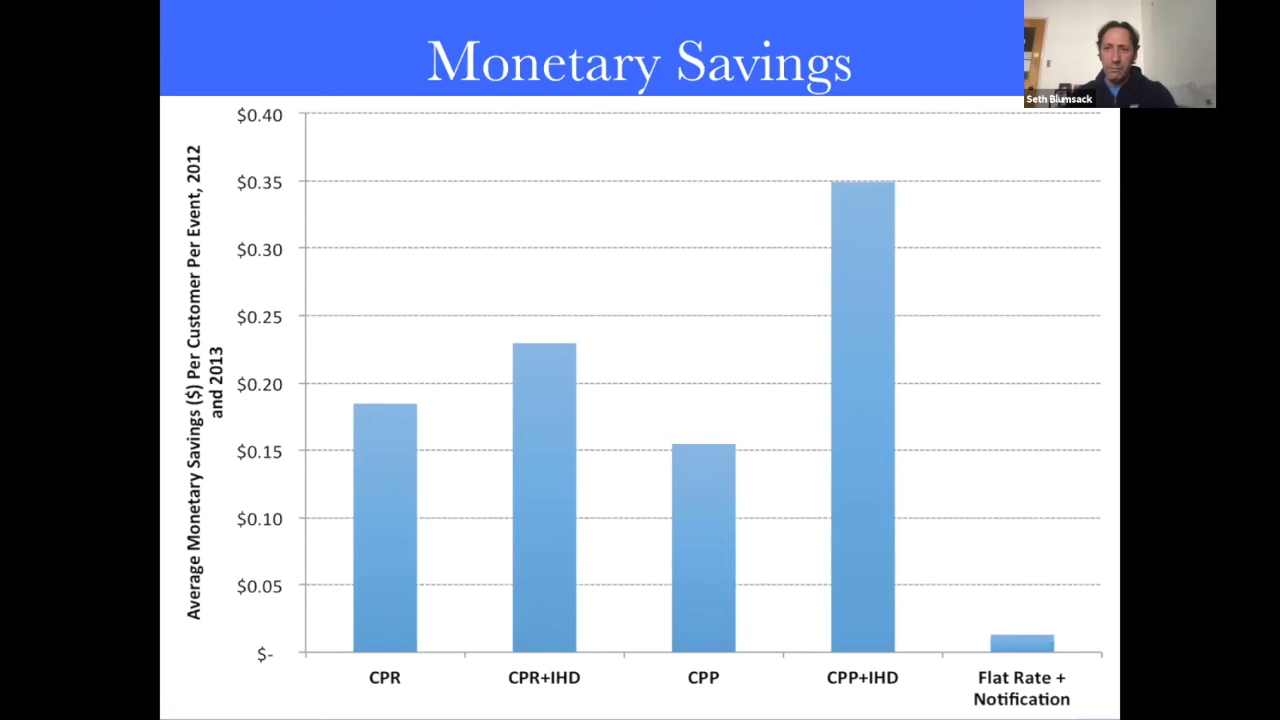 Monetary Savings
Seth Blumsack
Average Monetary Savings ($) Per Customer Per Event, 2012
and 2013
$0.40
$0.35
$0.30
$0.25
$0.20
$0.15
$0.10
$0.05
$-
CPR
CPR+IHD
CPP
CPP+IHD
Flat Rate +
Notification